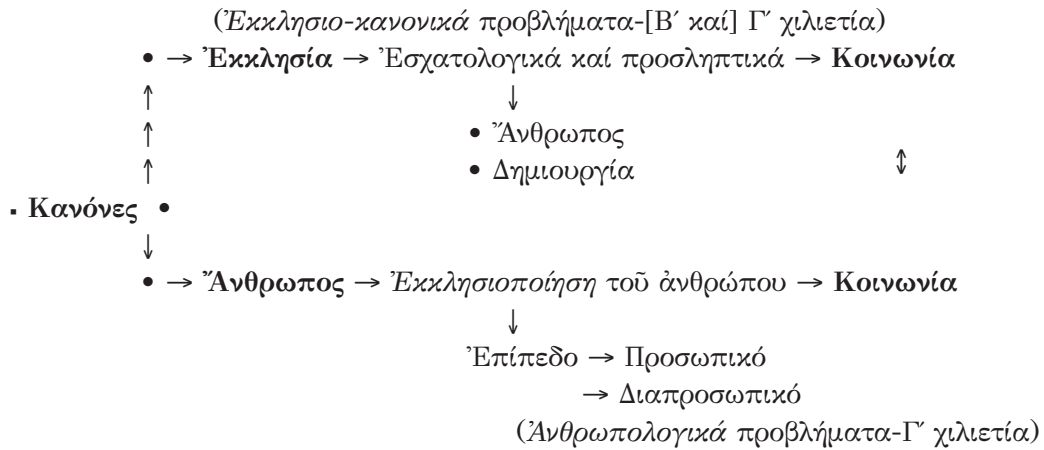 (Ἐκκλησιο-κανονικά προβλήματα-[Β΄ καί] Γ΄ χιλιετία)
• → Ἐκκλησία → Ἐσχατολογικά καί προσληπτικά → Κοινωνία
↑ ↓
↑ • Ἄνθρωπος
↑ • Δημιουργία ↕
▪ Κανόνες •
↓
• → Ἄνθρωπος → Ἐκκλησιοποίηση τοῦ ἀνθρώπου → Κοινωνία
↓
Ἐπίπεδο → Προσωπικό
→ Διαπροσωπικό
(Ἀνθρωπολογικά προβλήματα-Γ΄ χιλιετία)